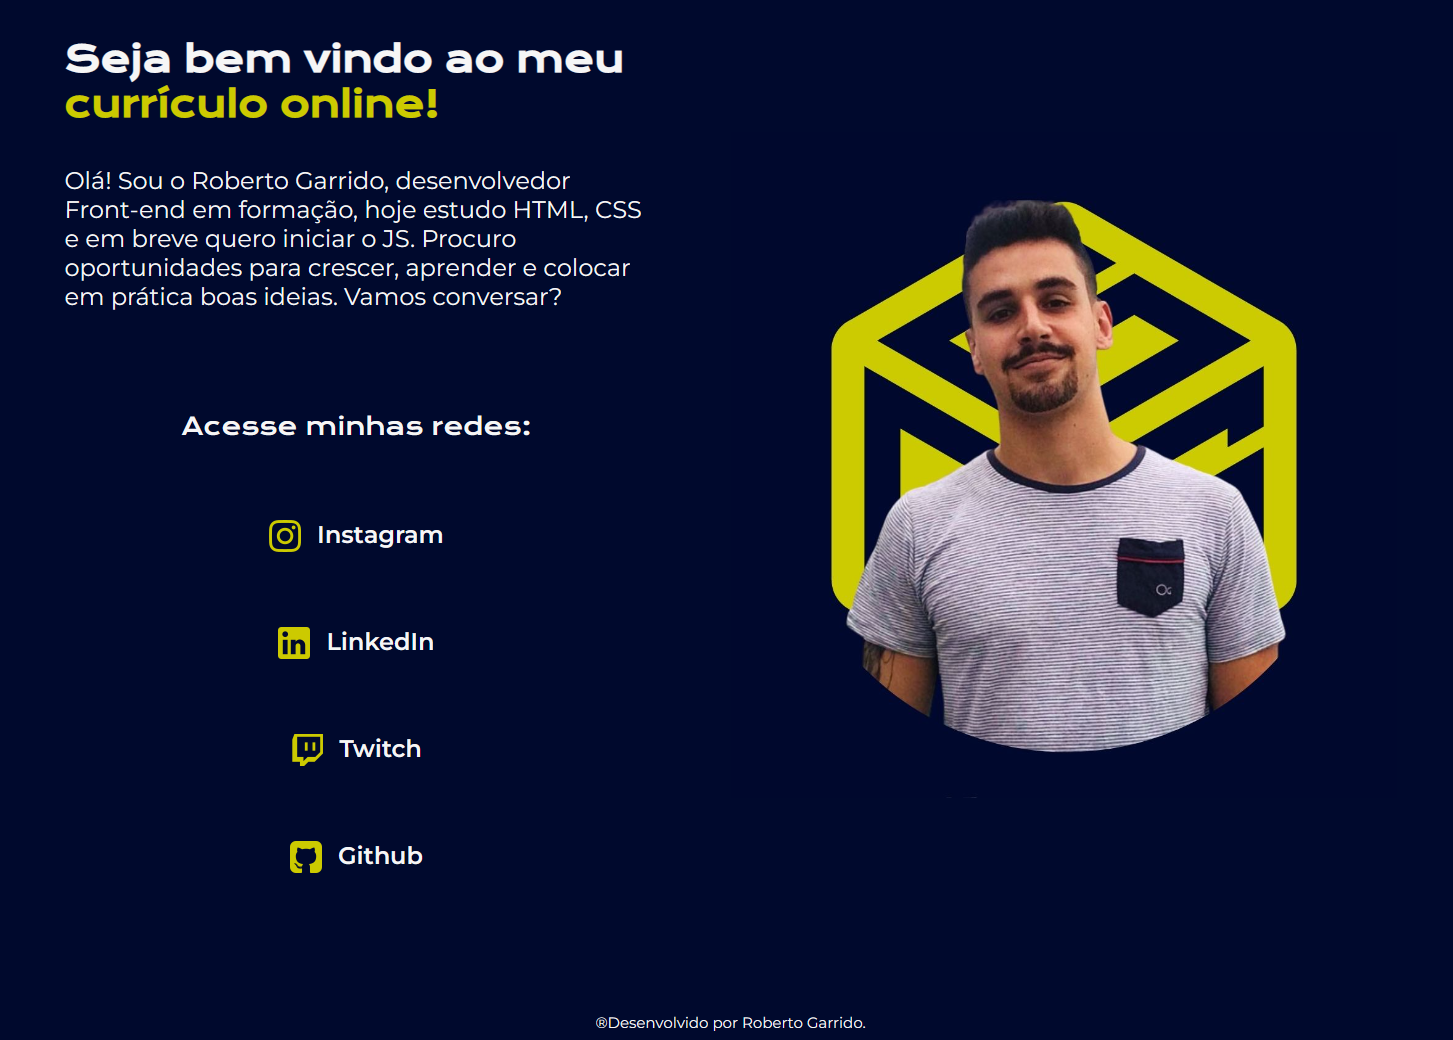 Seja bem vindo ao meu
currículo online!
Olá! Sou o Roberto Garrido, desenvolvedor
Front-end em formação, hoje estudo HTML, CSS
e em breve quero iniciar o JS. Procuro
oportunidades para crescer, aprender e colocar
em prática boas ideias. Vamos conversar?
Acesse minhas redes:
Instagram
LinkedIn
Twitch
Github
®Desenvolvido por Roberto Garrido.